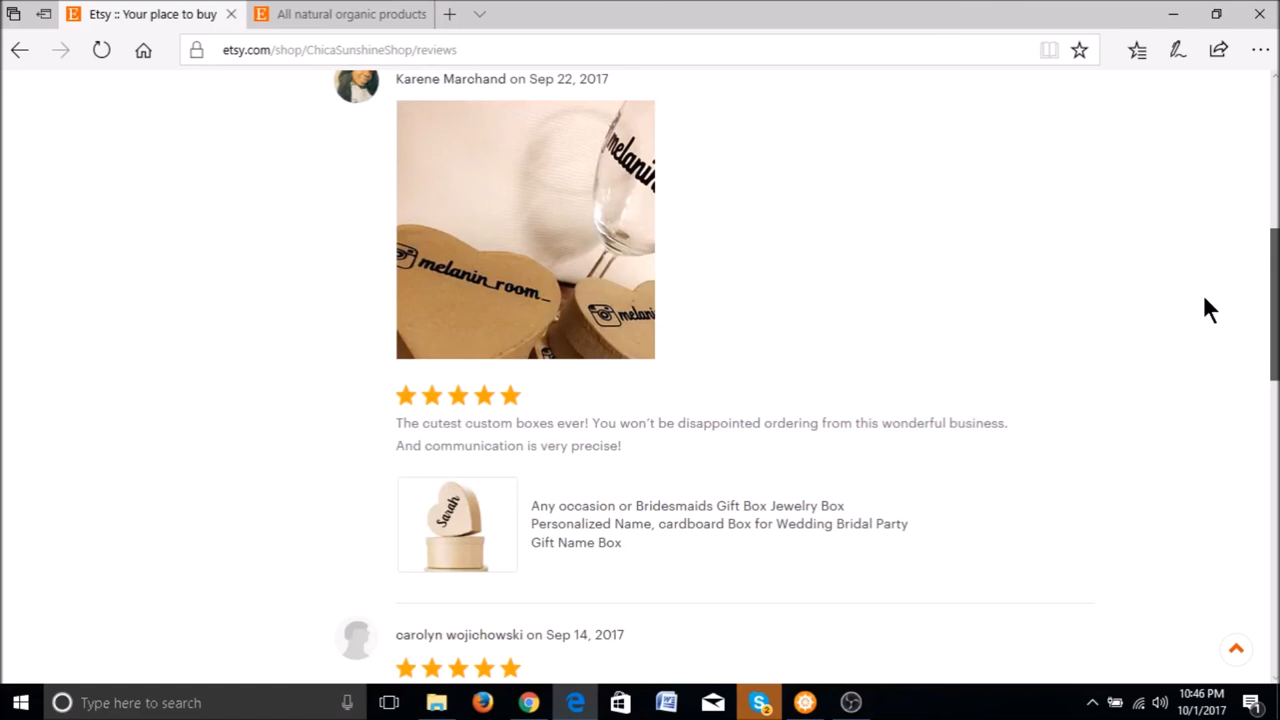 Etsy :: Your place to buy
All natural organic products
etsy.com/shop/ChicaSunshineShop/reviews
Karene Marchand on Sep 22, 2017
melanin
melanin_room_
melani
The cutest custom boxes ever! You won't be disappointed ordering from this wonderful business.
And communication is very precise!
Sarah
Any occasion or Bridesmaids Gift Box Jewelry Box
Personalized Name, cardboard Box for Wedding Bridal Party
Gift Name Box
carolyn wojichowski on Sep 14, 2017
Type here to search
10:46 PM
10/1/2017